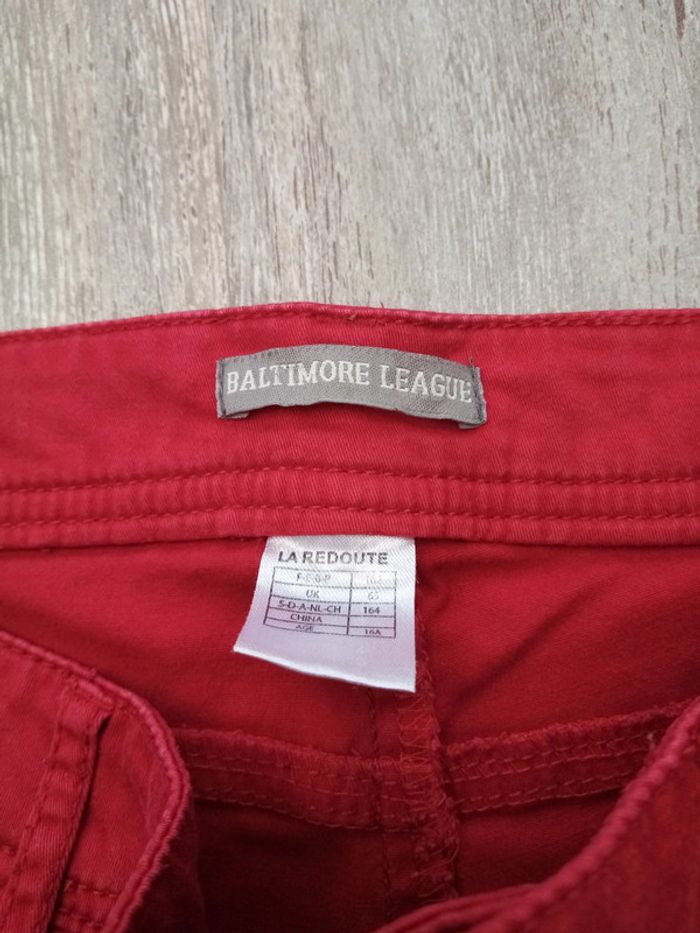 BALTIMORE LEAGUE
LA REDOUTE
UK 65
S-D-A-NL-CH 164
CHINA
AGE 16A